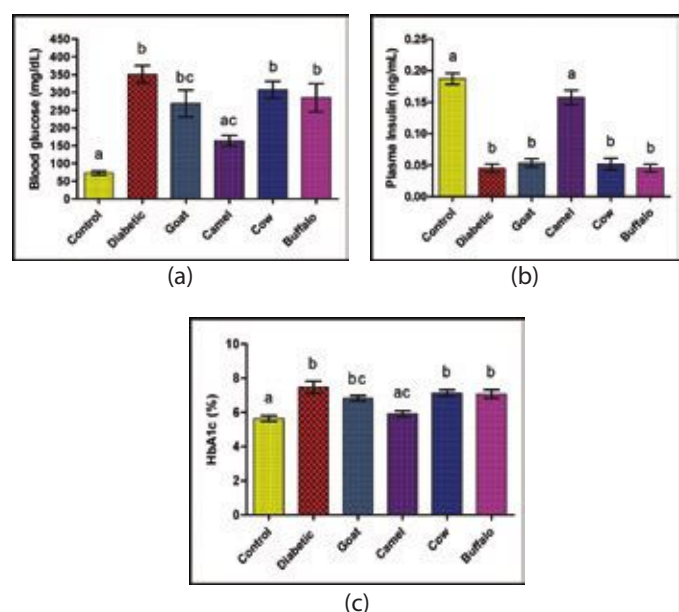 Blood glucose (mg/dL)
450
400
350
300
250
200
150
100
50
0
a
b
bc
ac
b
b
Control
Diabetic
Goat
Camel
Cow
Buffalo
(a)
Plasma Insulin (ng/mL)
0.25
0.20
0.15
0.10
0.05
0.00
a
b
b
a
b
b
Control
Diabetic
Goat
Camel
Cow
Buffalo
(b)
HbA1c (%)
10
8
6
4
2
0
a
b
bc
ac
b
b
Control
Diabetic
Goat
Camel
Cow
Buffalo
(c)